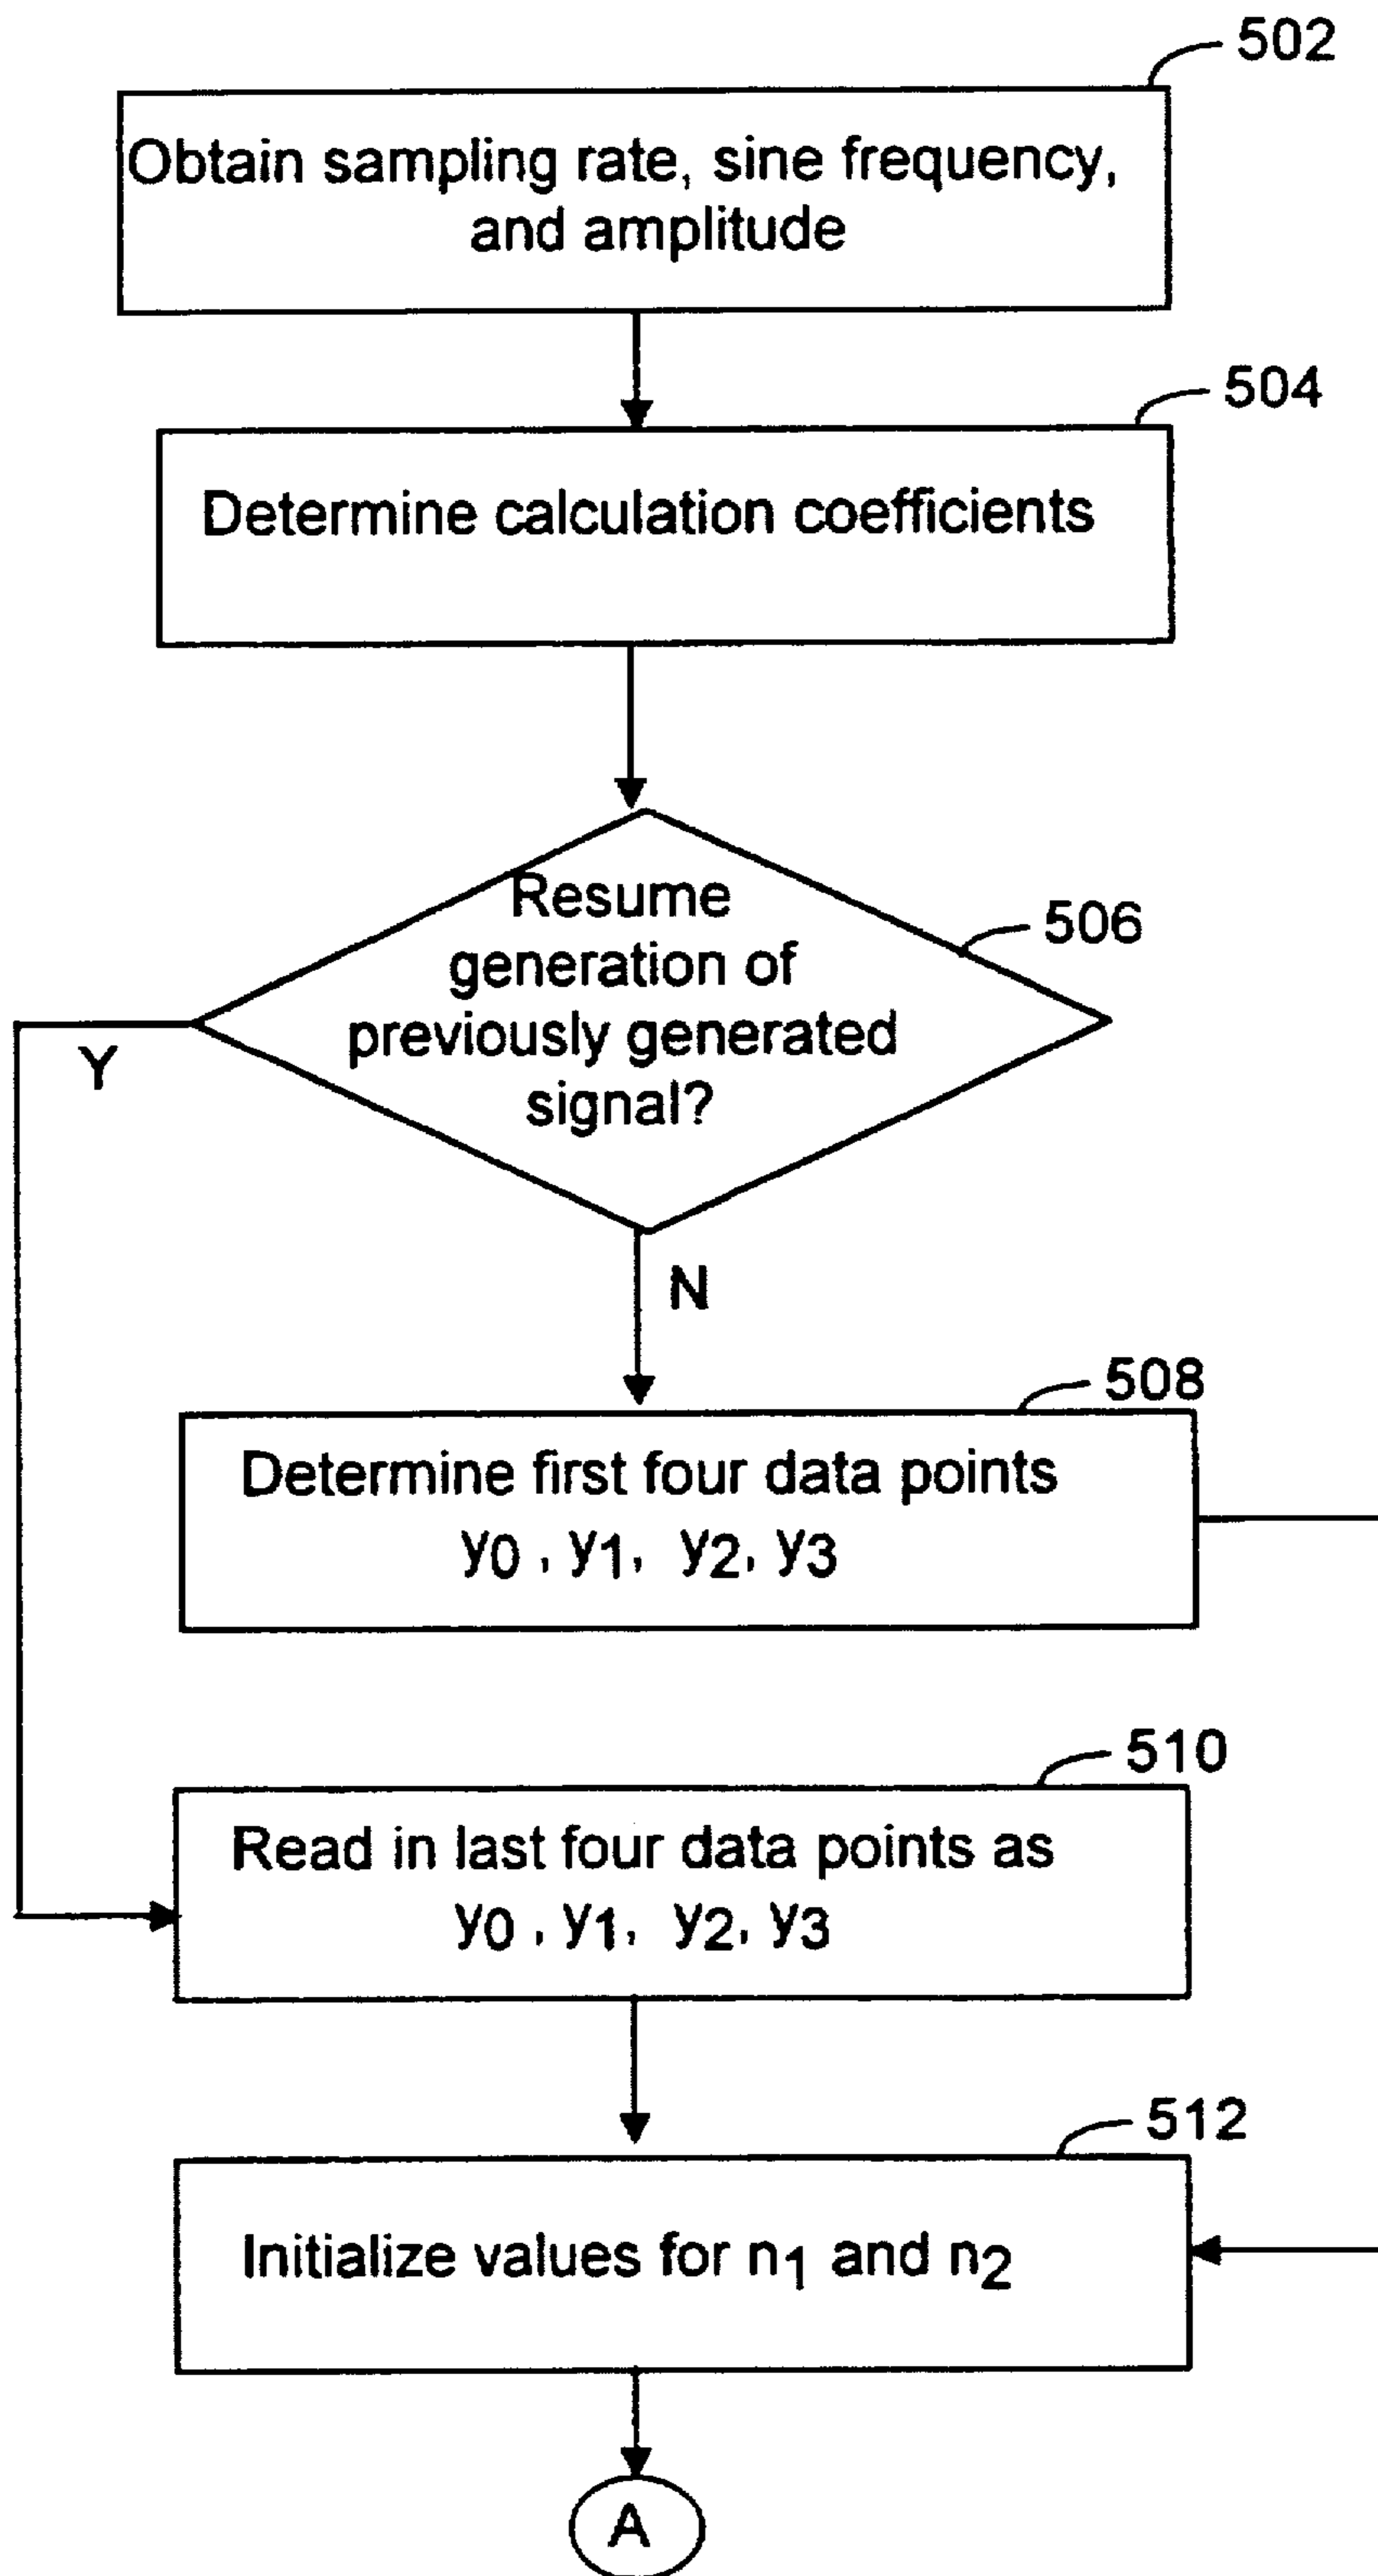 502
Obtain sampling rate, sine frequency,
and amplitude
504
Determine calculation coefficients
506
Resume
generation of
previously generated
signal?
Y
N
508
Determine first four data points
y0 , y1, y2, y3
510
Read in last four data points as
y0 , y1, y2, y3
512
Initialize values for n1 and n2
A